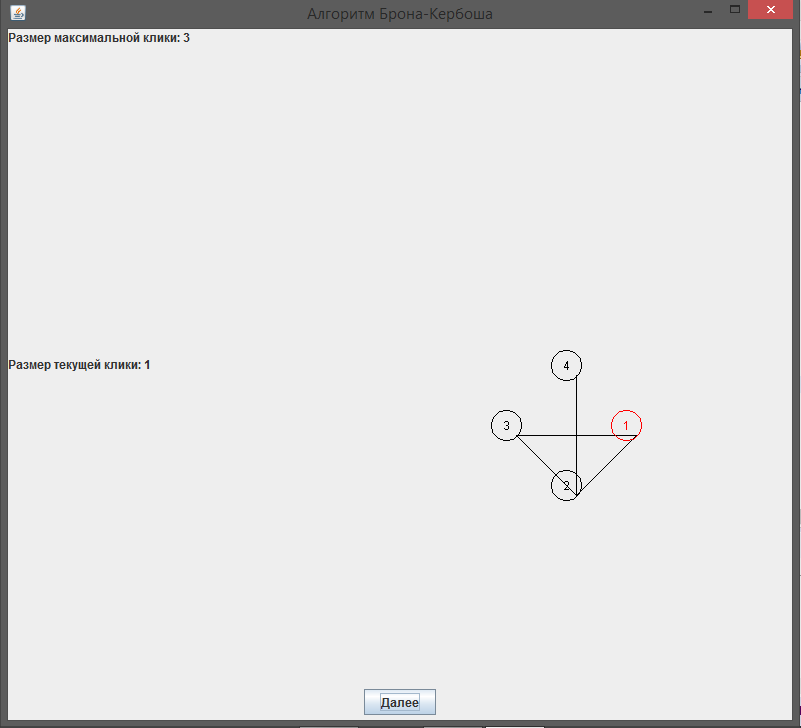 Алгоритм Брона-Кербоша
Размер максимальной клики: 3
Размер текущей клики: 1
4
3
1
2
Далее